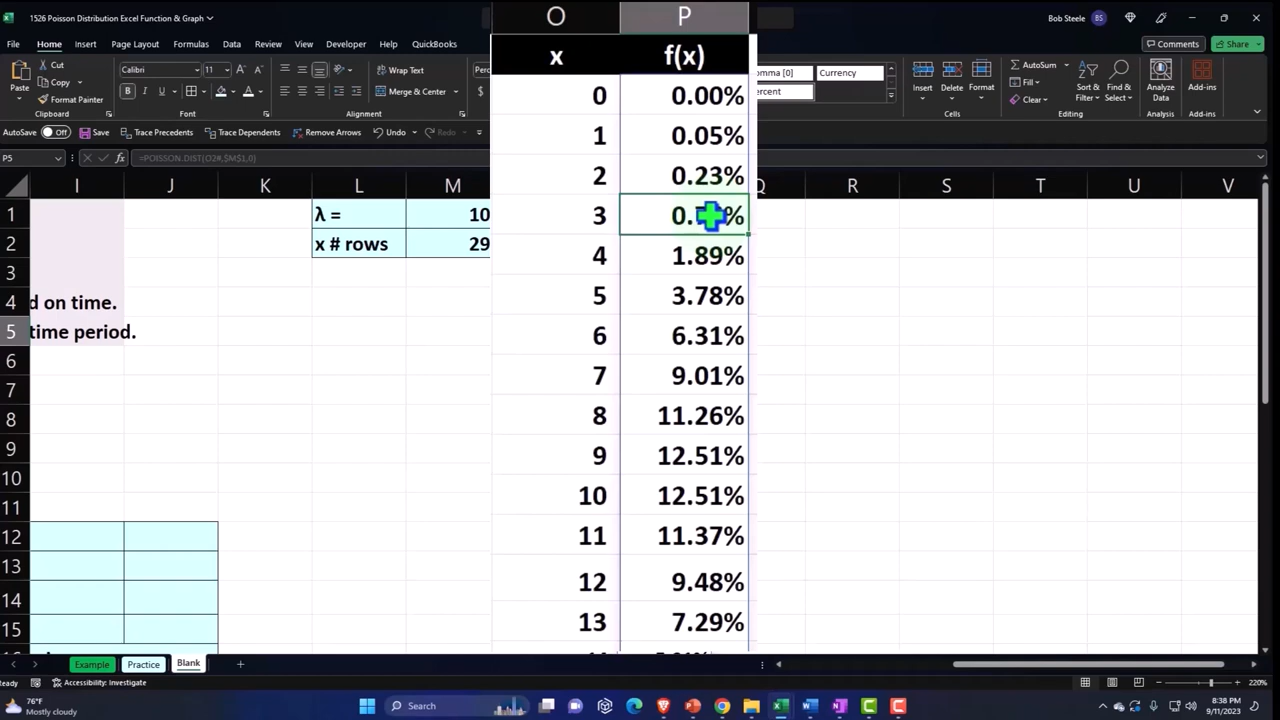 1526 Poisson Distribution Excel Function & Graph
Bob Steele BS
File Home Insert Page Layout Formulas Data Review View Developer Help QuickBooks
Comments Share
Paste
Cut
Copy
Format Painter
Clipboard
Calibri 11
Font
Wrap Text
Merge & Center
Alignment
Comma [0] Currency
Percent
Insert Delete Format
Cells
AutoSum
Fill
Clear
Sort & Filter
Find & Select
Editing
Analyze Data
Analysis
Add-ins
Add-ins
AutoSave Off Save Trace Precedents Trace Dependents Remove Arrows Undo Redo
P5 fx =POISSON.DIST(O2#,$M$1,0)
I J K L M O P Q R S T U V
1 λ = 10
2 x # rows 29
3
4 d on time.
5 time period.
6
7
8
9
10
11
12
13
14
15
x f(x)
0 0.00%
1 0.05%
2 0.23%
3 0. %
4 1.89%
5 3.78%
6 6.31%
7 9.01%
8 11.26%
9 12.51%
10 12.51%
11 11.37%
12 9.48%
13 7.29%
Example Practice Blank
Accessibility: Investigate
220%
76°F
Mostly cloudy
Search
8:38 PM
9/11/2023